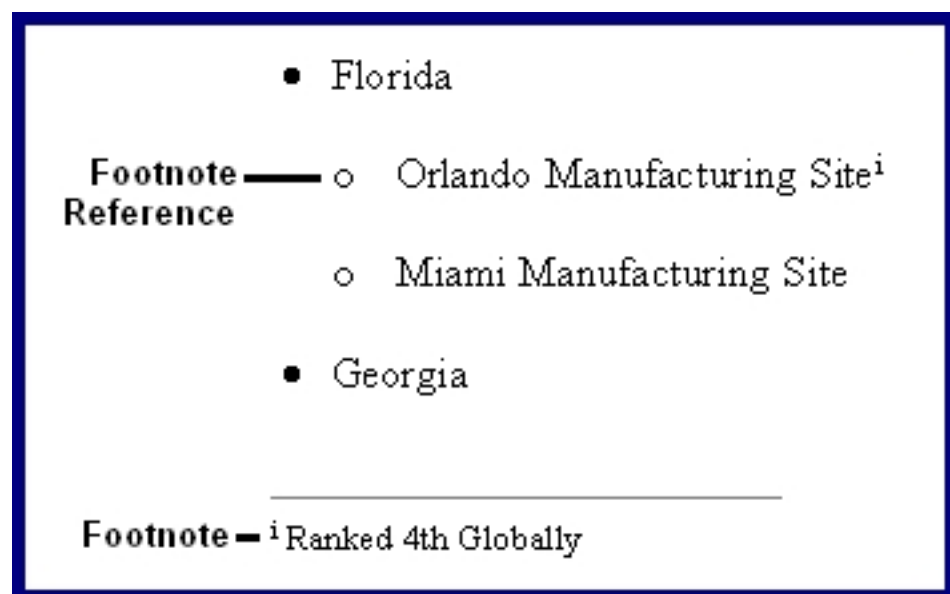 • Florida
Footnote
Reference
○ Orlando Manufacturing Siteⁱ
○ Miami Manufacturing Site
• Georgia
Footnote
ⁱ Ranked 4th Globally